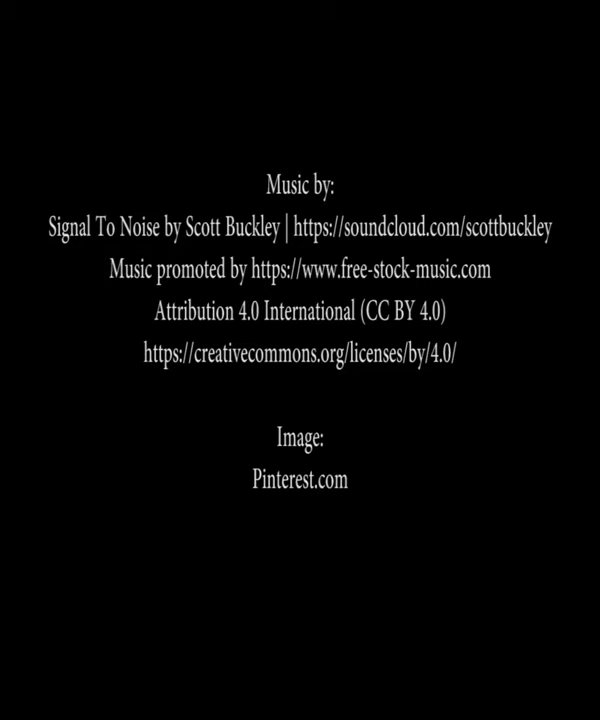 Music by:
Signal To Noise by Scott Buckley | https://soundcloud.com/scottbuckley
Music promoted by https://www.free-stock-music.com
Attribution 4.0 International (CC BY 4.0)
https://creativecommons.org/licenses/by/4.0/
Image:
Pinterest.com